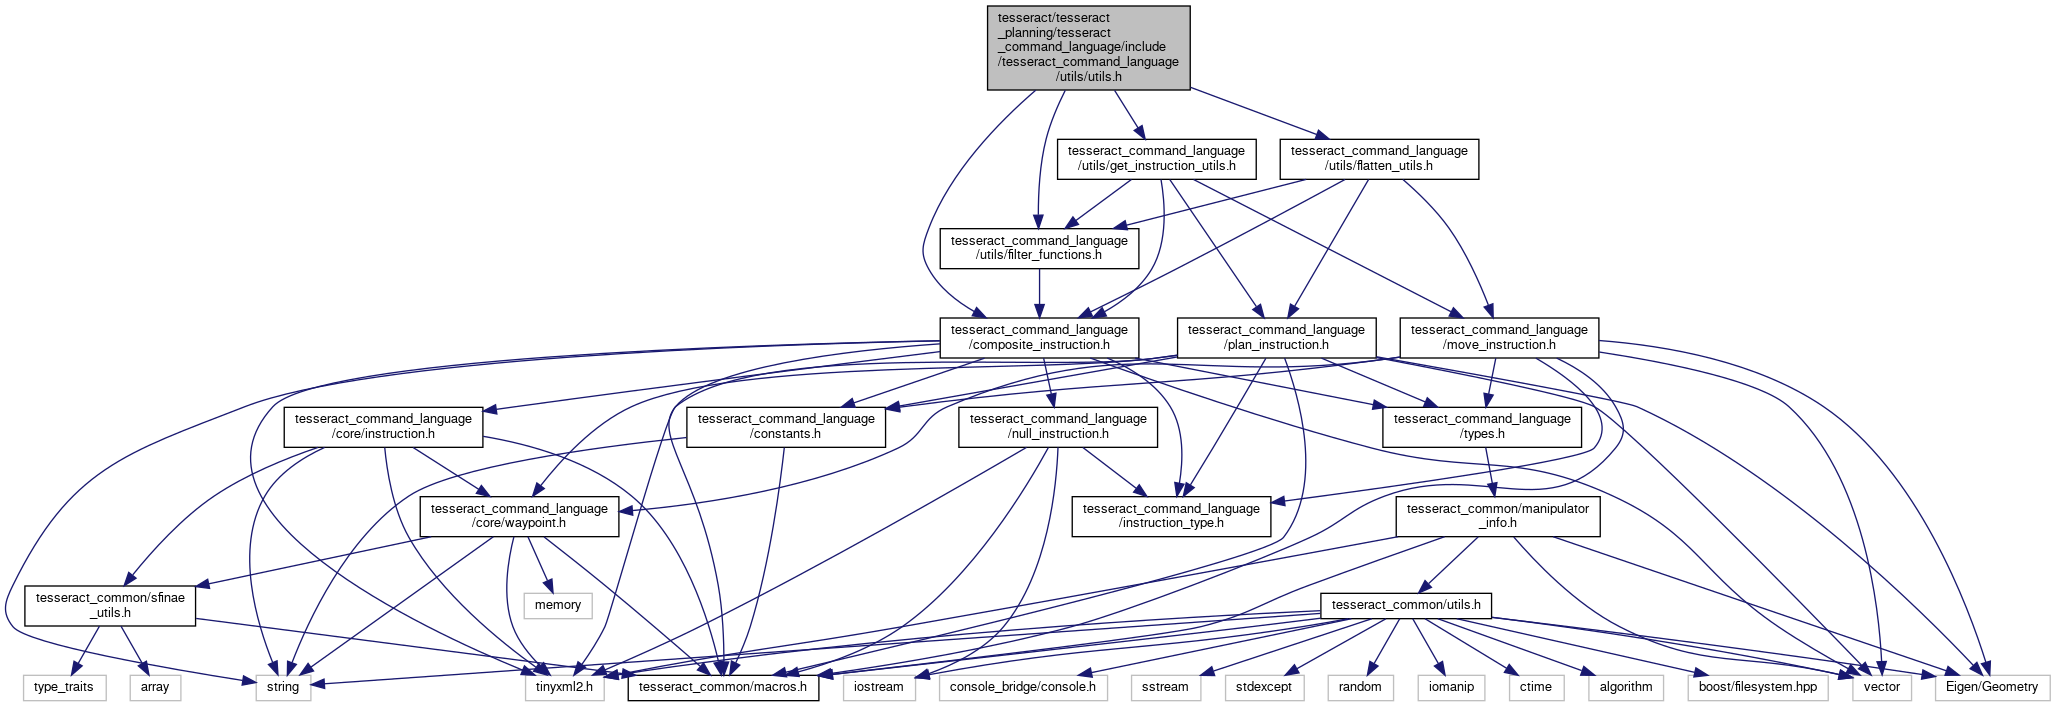 tesseract/tesseract
_planning/tesseract
_command_language/include
/tesseract_command_language
/utils/utils.h
tesseract_command_language
/utils/get_instruction_utils.h
tesseract_command_language
/utils/flatten_utils.h
tesseract_command_language
/utils/filter_functions.h
tesseract_command_language
/composite_instruction.h
tesseract_command_language
/plan_instruction.h
tesseract_command_language
/move_instruction.h
tesseract_command_language
/core/instruction.h
tesseract_command_language
/constants.h
tesseract_command_language
/null_instruction.h
tesseract_command_language
/types.h
tesseract_command_language
/core/waypoint.h
tesseract_command_language
/instruction_type.h
tesseract_common/manipulator
_info.h
tesseract_common/sfinae
_utils.h
memory
tesseract_common/utils.h
type_traits
array
string
tinyxml2.h
tesseract_common/macros.h
iostream
console_bridge/console.h
sstream
stdexcept
random
iomanip
ctime
algorithm
boost/filesystem.hpp
vector
Eigen/Geometry